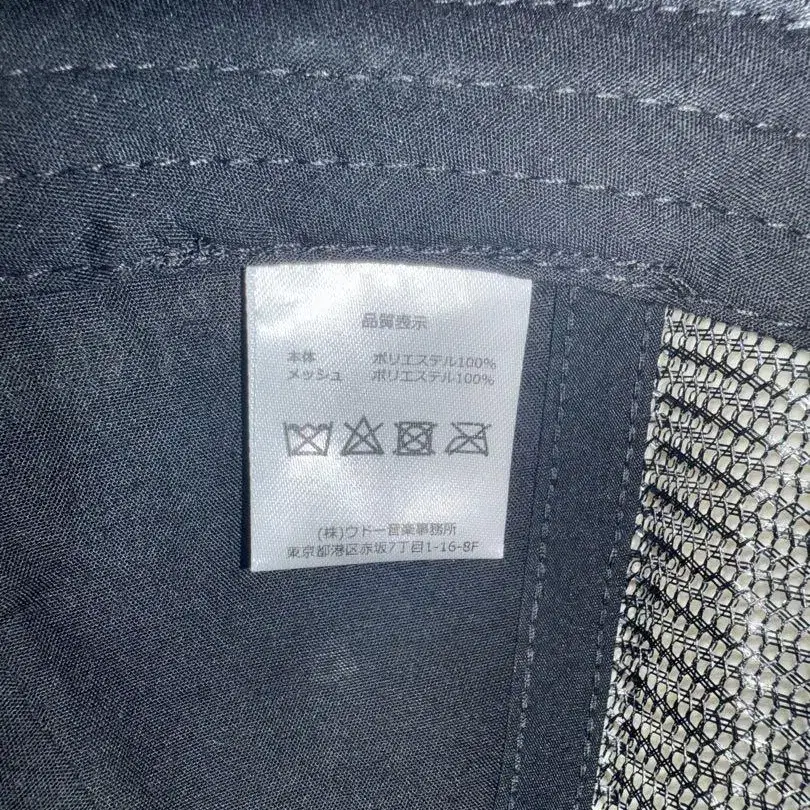 品質表示
本体 ポリエステル100%
メッシュ ポリエステル100%
(株)ウドー音楽事務所
東京都港区赤坂7丁目1-16-8F